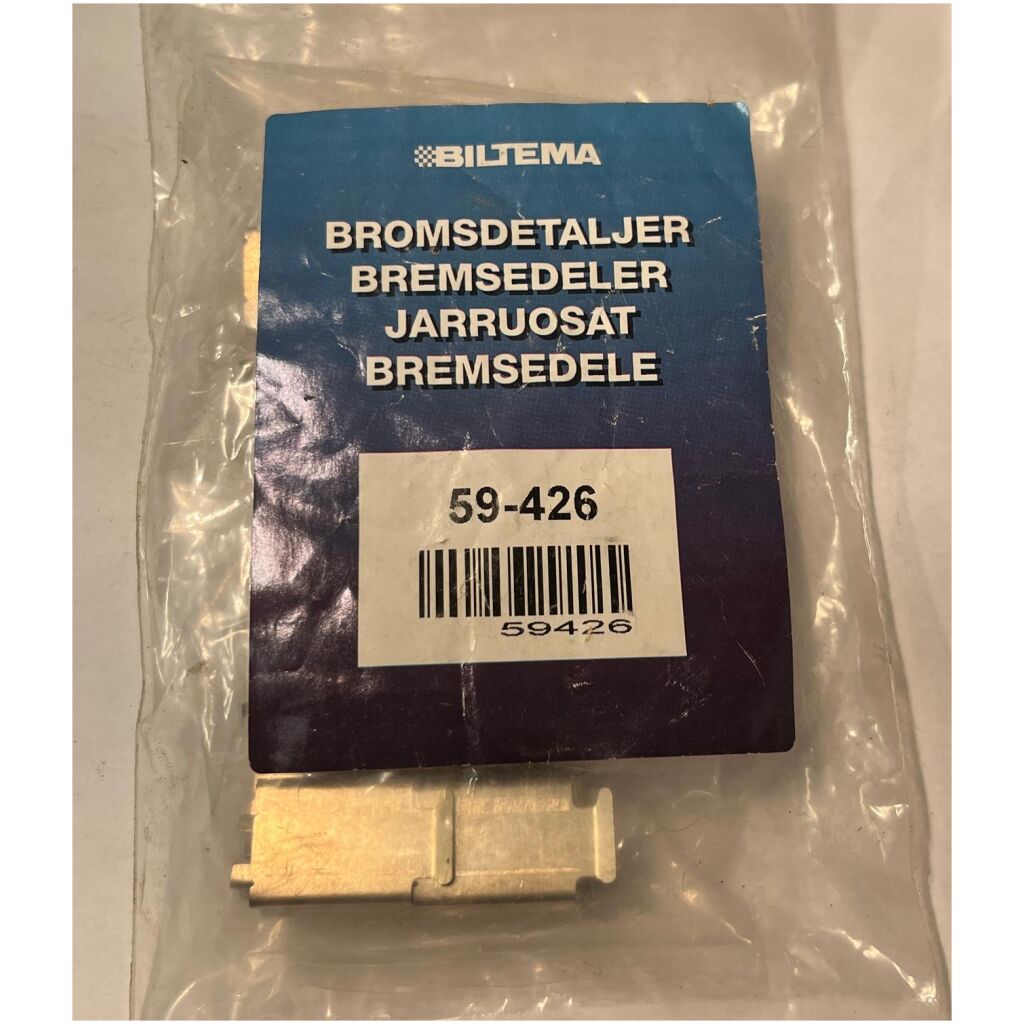 BILTEMA
BROMSDETALJER
BREMSEDELER
JARRUOSAT
BREMSEDELE
59-426
59426